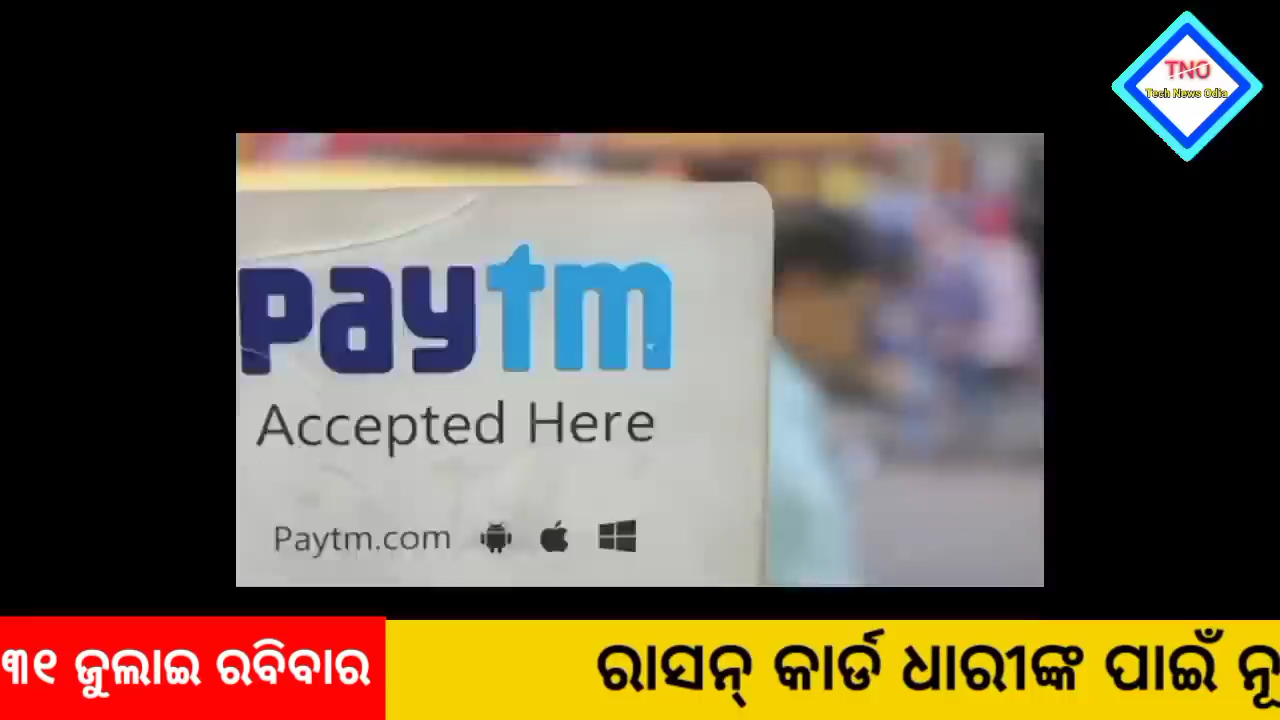 TNO
Tech News Odia
paytm
Accepted Here
Paytm.com
୩୧ ଜୁଲାଇ ରବିବାର
ରାସନ୍ କାର୍ଡ ଧାରୀଙ୍କ ପାଇଁ ନୂ